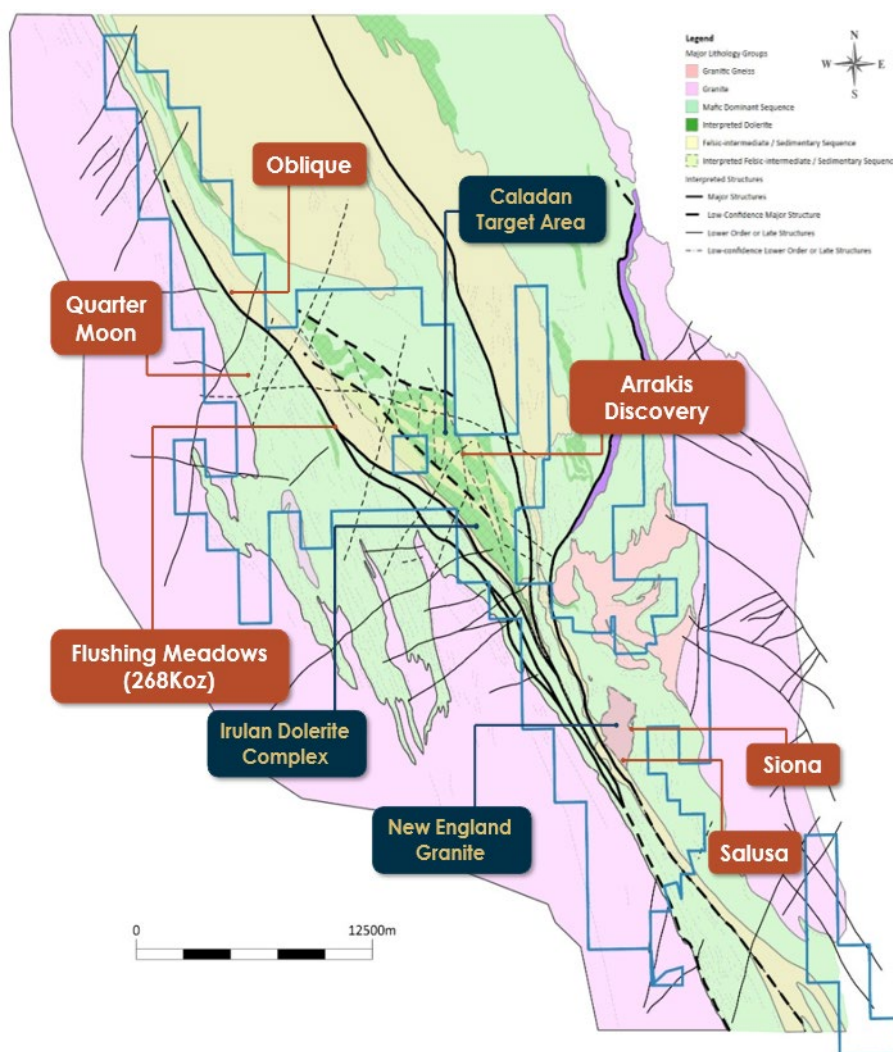 Legend
Major Lithology Groups
Granitic Gneiss
Granite
Mafic Dominant Sequence
Interpreted Dolerite
Felsic-intermediate / Sedimentary Sequence
Interpreted Felsic-intermediate / Sedimentary Sequence
Interpreted Structures
Major Structures
Low-Confidence Major Structure
Lower Order or Late Structures
Low-confidence Lower Order or Late Structures
N
W
E
S
Oblique
Caladan
Target Area
Quarter
Moon
Arrakis
Discovery
Flushing Meadows
(268Koz)
Irulan Dolerite
Complex
New England
Granite
Siona
Salusa
0
12500m